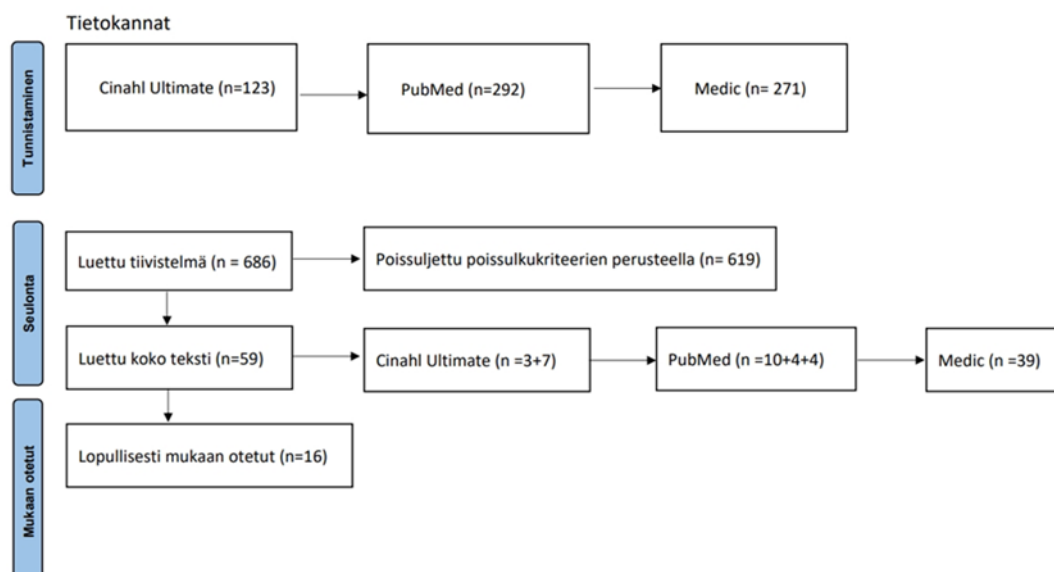 Tietokannat
Tunnistaminen
Cinahl Ultimate (n=123)
PubMed (n=292)
Medic (n= 271)
Seulonta
Luettu tiivistelmä (n = 686)
Poissuljettu poissulkukriteerien perusteella (n= 619)
Luettu koko teksti (n=59)
Cinahl Ultimate (n =3+7)
PubMed (n =10+4+4)
Medic (n =39)
Mukaan otetut
Lopullisesti mukaan otetut (n=16)